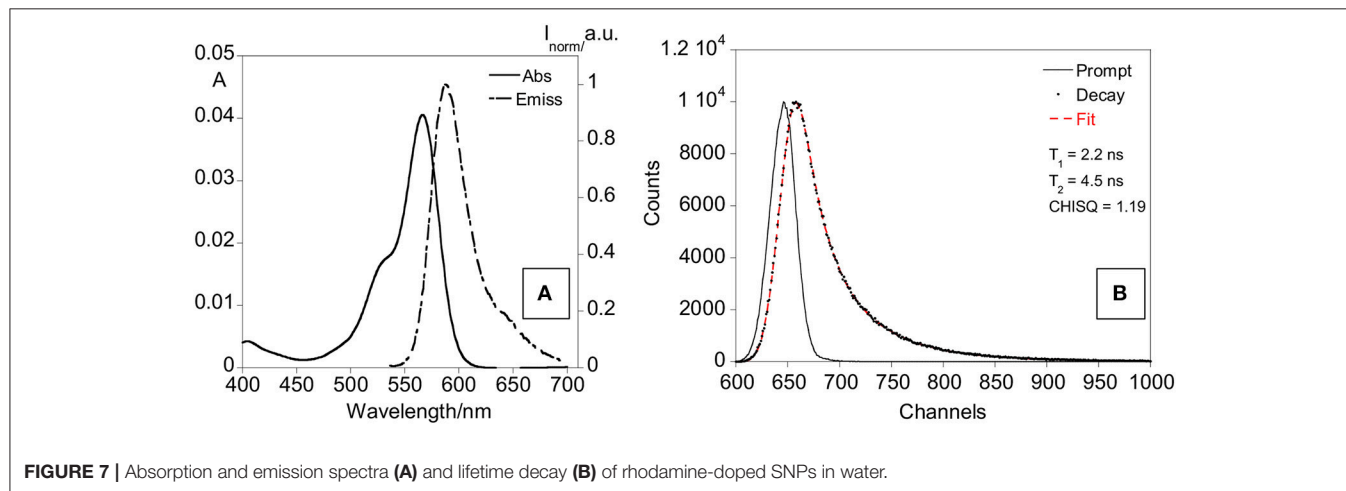 I norm/a.u.
0.05
A
0.04
0.03
0.02
0.01
0
1
0.8
0.6
0.4
0.2
0
Abs
Emiss
A
400 450 500 550 600 650 700
Wavelength/nm
1.2 10⁴
1 10⁴
8000
6000
4000
2000
0
Counts
Prompt
Decay
Fit
T₁ = 2.2 ns
T₂ = 4.5 ns
CHISQ = 1.19
B
600 650 700 750 800 850 900 950 1000
Channels
FIGURE 7 | Absorption and emission spectra (A) and lifetime decay (B) of rhodamine-doped SNPs in water.